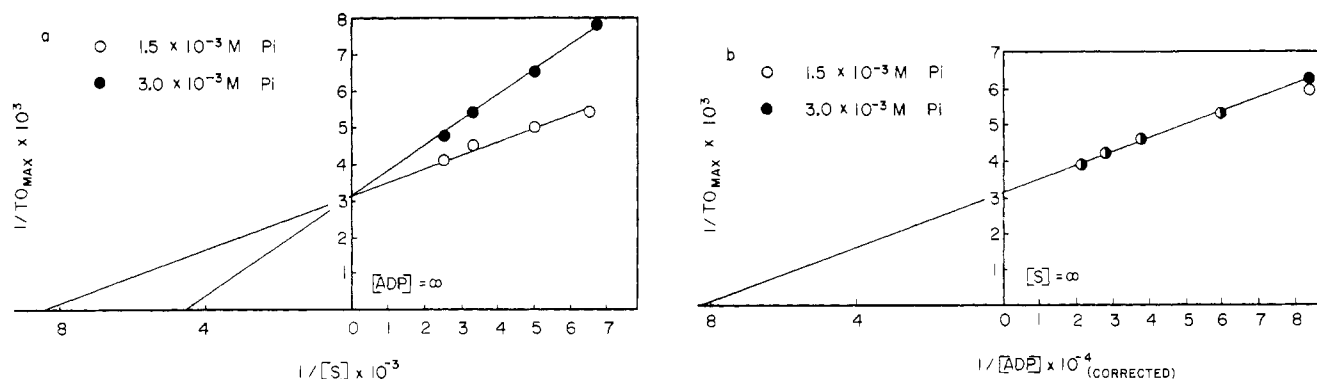 a
○ 1.5 × 10⁻³ M Pi
● 3.0 × 10⁻³ M Pi
1/TO_MAX × 10³
8
7
6
5
4
3
2
1
[ADP] = ∞
8 4 0 1 2 3 4 5 6 7
1/[S] × 10⁻³
b
○ 1.5 × 10⁻³ M Pi
● 3.0 × 10⁻³ M Pi
1/TO_MAX × 10³
7
6
5
4
3
2
1
[S] = ∞
8 4 0 1 2 3 4 5 6 7 8
1/[ADP] × 10⁻⁴ (CORRECTED)